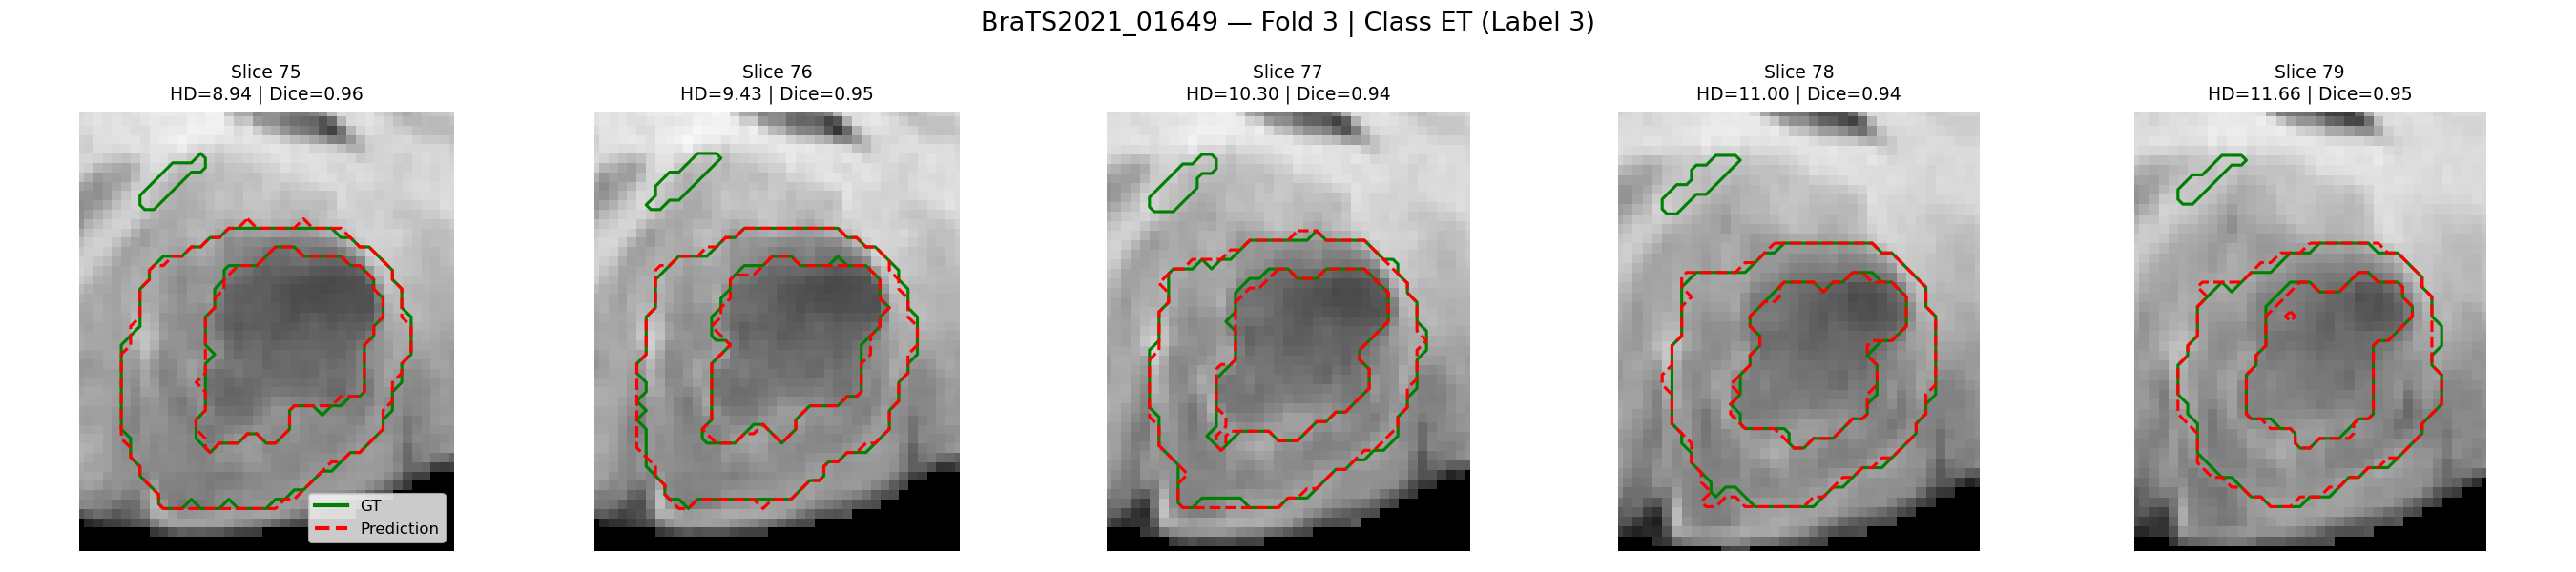 BraTS2021_01649 — Fold 3 | Class ET (Label 3)
Slice 75
HD=8.94 | Dice=0.96
Slice 76
HD=9.43 | Dice=0.95
Slice 77
HD=10.30 | Dice=0.94
Slice 78
HD=11.00 | Dice=0.94
Slice 79
HD=11.66 | Dice=0.95
GT
Prediction